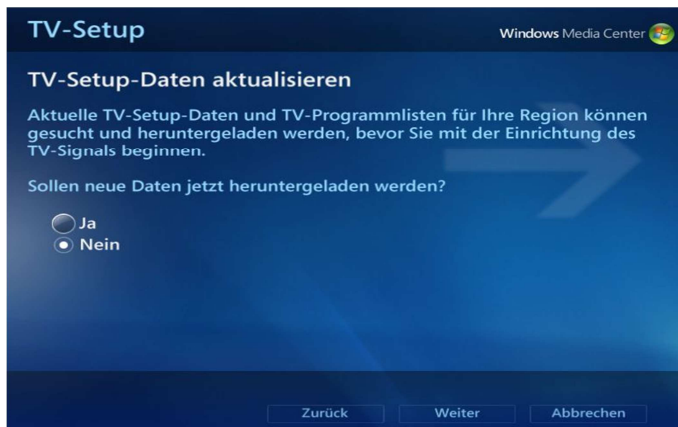 TV-Setup
Windows Media Center
TV-Setup-Daten aktualisieren
Aktuelle TV-Setup-Daten und TV-Programmlisten für Ihre Region können
gesucht und heruntergeladen werden, bevor Sie mit der Einrichtung des
TV-Signals beginnen.
Sollen neue Daten jetzt heruntergeladen werden?
Ja
Nein
Zurück
Weiter
Abbrechen